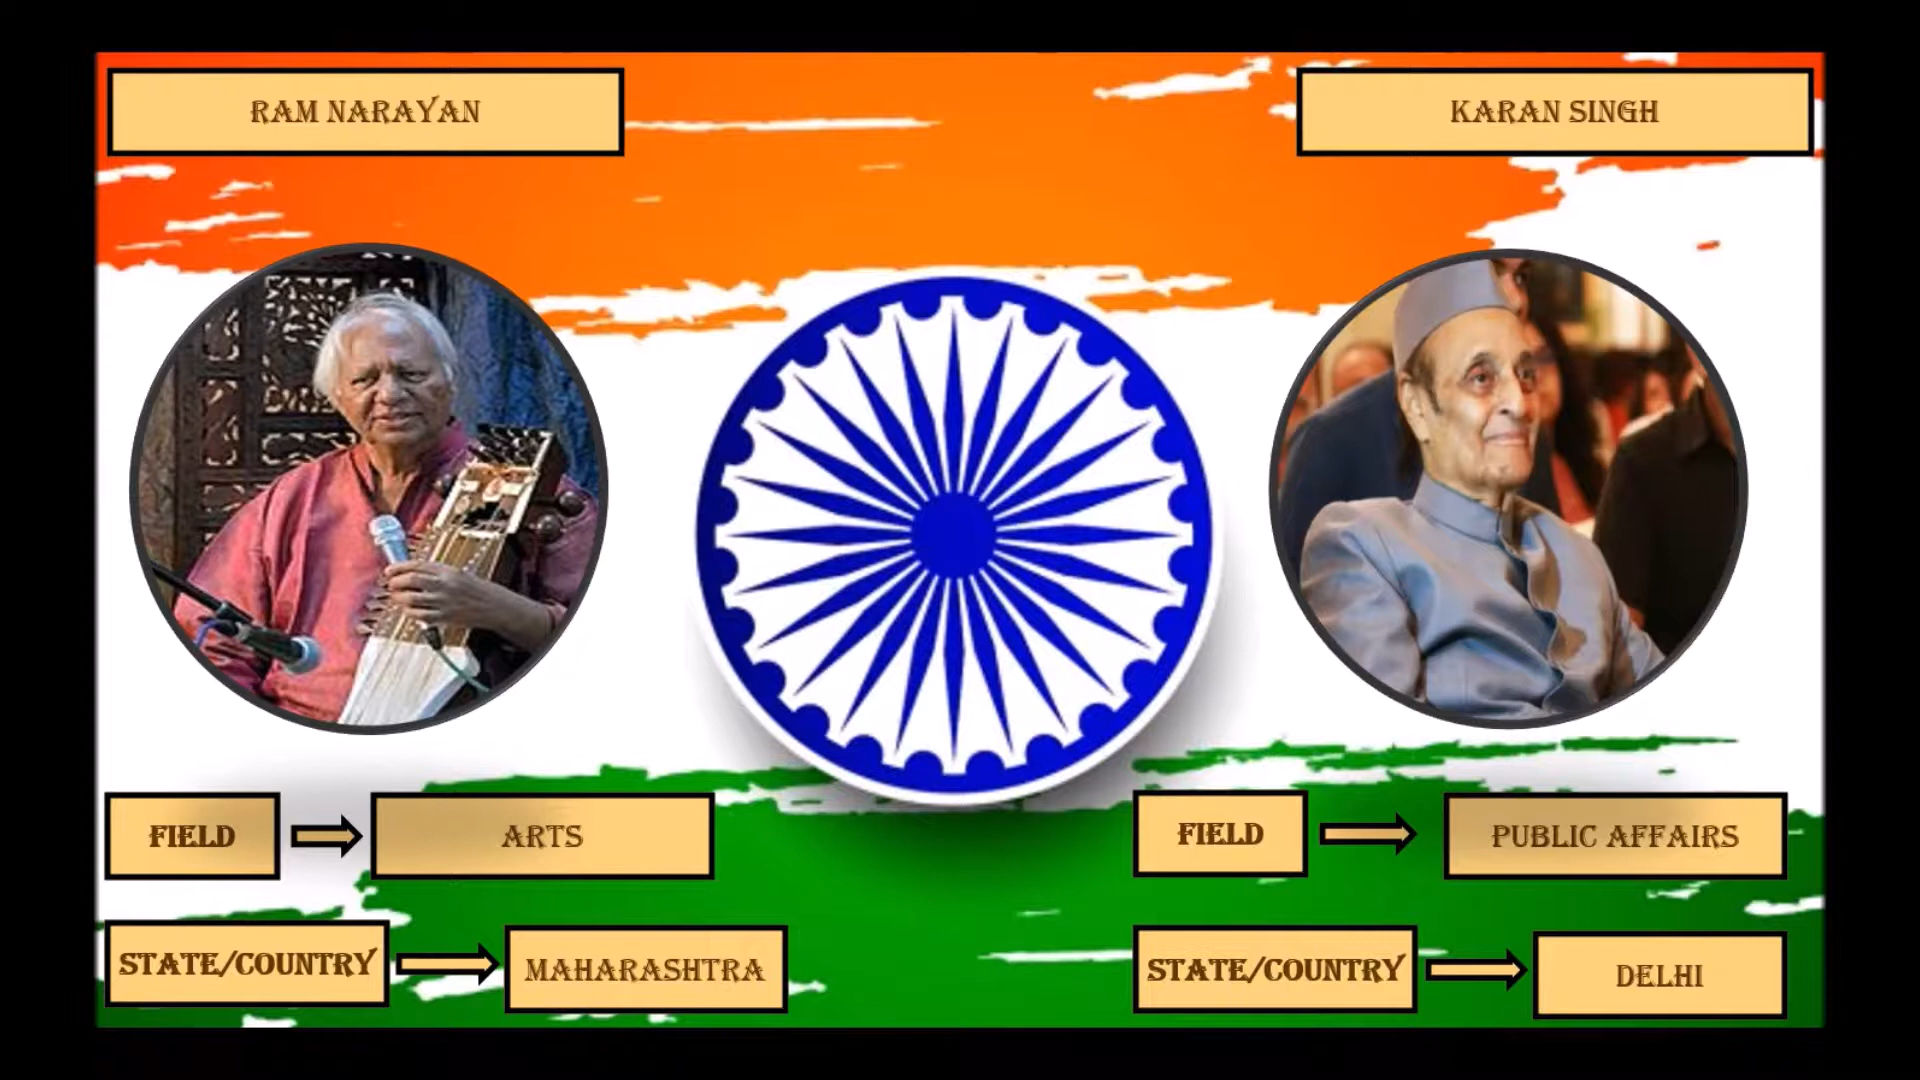 RAM NARAYAN
KARAN SINGH
FIELD
ARTS
FIELD
PUBLIC AFFAIRS
STATE/COUNTRY
MAHARASHTRA
STATE/COUNTRY
DELHI